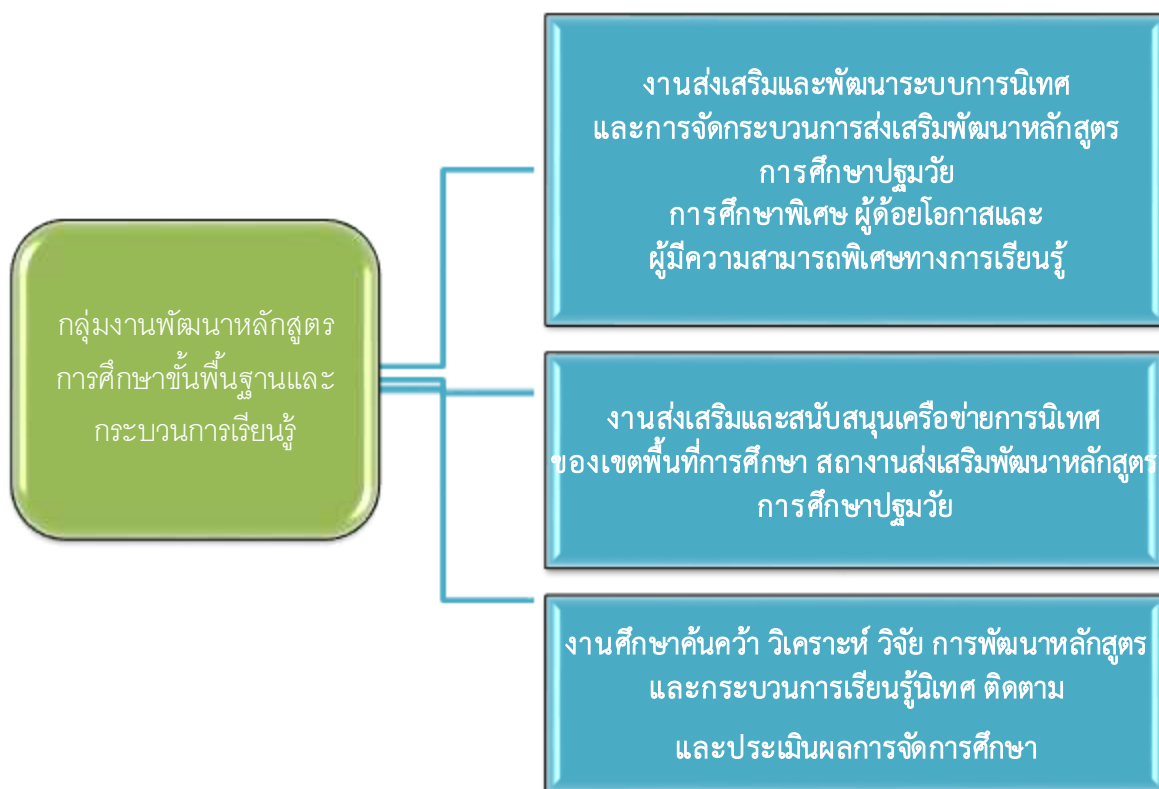 กลุ่มงานพัฒนาหลักสูตร
การศึกษาขั้นพื้นฐานและ
กระบวนการเรียนรู้
งานส่งเสริมและพัฒนาระบบการนิเทศ
และการจัดกระบวนการส่งเสริมพัฒนาหลักสูตร
การศึกษาปฐมวัย
การศึกษาพิเศษ ผู้ด้อยโอกาสและ
ผู้มีความสามารถพิเศษทางการเรียนรู้
งานส่งเสริมและสนับสนุนเครือข่ายการนิเทศ
ของเขตพื้นที่การศึกษา สถางานส่งเสริมพัฒนาหลักสูตร
การศึกษาปฐมวัย
งานศึกษาค้นคว้า วิเคราะห์ วิจัย การพัฒนาหลักสูตร
และกระบวนการเรียนรู้นิเทศ ติดตาม
และประเมินผลการจัดการศึกษา